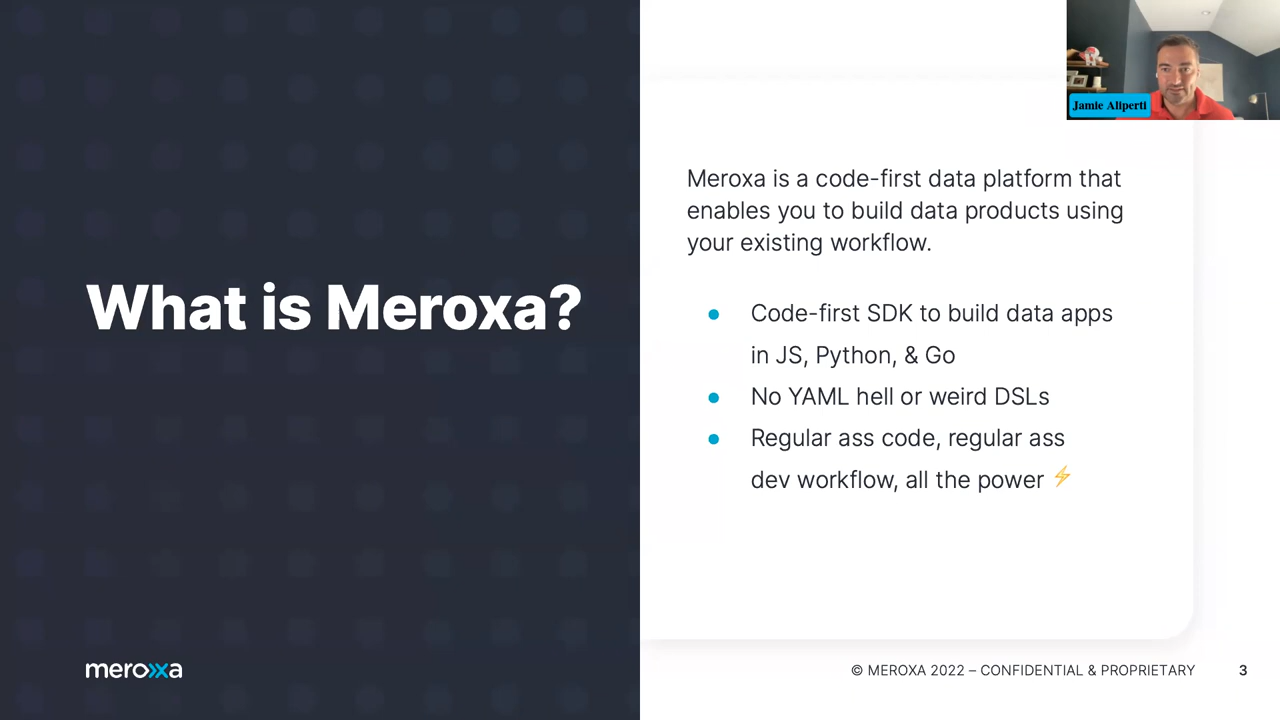 Jamie Aliperti
What is Meroxa?
Meroxa is a code-first data platform that
enables you to build data products using
your existing workflow.
● Code-first SDK to build data apps
in JS, Python, & Go
● No YAML hell or weird DSLs
● Regular ass code, regular ass
dev workflow, all the power ⚡
meroxa
© MEROXA 2022 – CONFIDENTIAL & PROPRIETARY
3